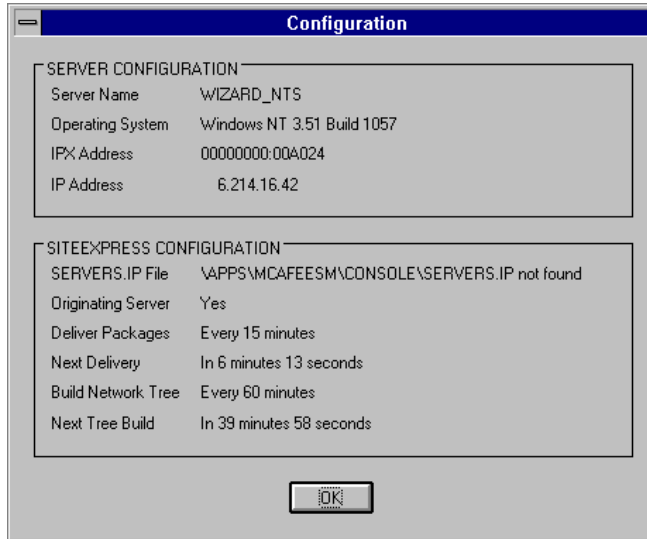 Configuration
SERVER CONFIGURATION
Server Name WIZARD_NTS
Operating System Windows NT 3.51 Build 1057
IPX Address 00000000:00A024
IP Address 6.214.16.42
SITEEXPRESS CONFIGURATION
SERVERS.IP File \APPS\MCAFEESM\CONSOLE\SERVERS.IP not found
Originating Server Yes
Deliver Packages Every 15 minutes
Next Delivery In 6 minutes 13 seconds
Build Network Tree Every 60 minutes
Next Tree Build In 39 minutes 58 seconds
OK